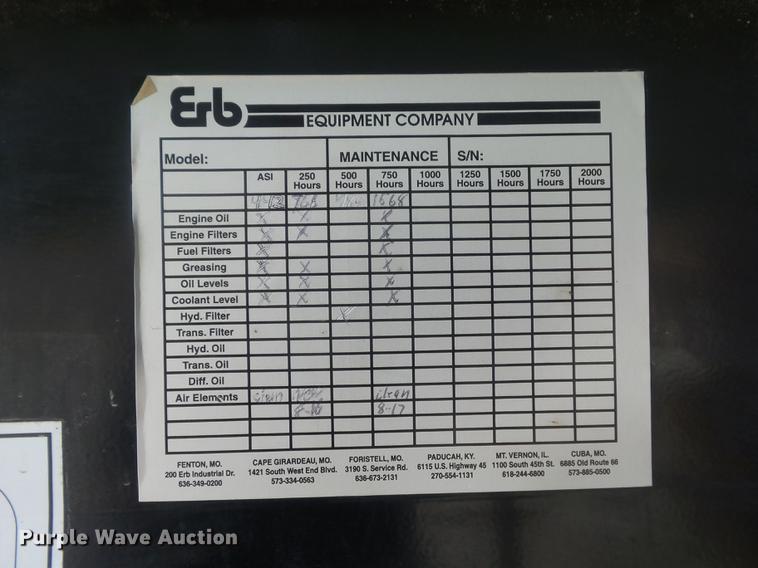 Erb
EQUIPMENT COMPANY
Model: MAINTENANCE S/N:
ASI 250 Hours 500 Hours 750 Hours 1000 Hours 1250 Hours 1500 Hours 1750 Hours 2000 Hours
1668
Engine Oil X X X
Engine Filters X X X
Fuel Filters X X
Greasing X X X
Oil Levels X X X
Coolant Level X X X
Hyd. Filter X
Trans. Filter
Hyd. Oil
Trans. Oil
Diff. Oil
Air Elements clean clean
8-16 8-17
FENTON, MO. CAPE GIRARDEAU, MO. FORISTELL, MO. PADUCAH, KY. MT. VERNON, IL. CUBA, MO.
200 Erb Industrial Dr. 1421 South West End Blvd. 3190 S. Service Rd. 6115 U.S. Highway 45 1100 South 45th St. 6885 Old Route 66
636-349-0200 573-334-0563 636-673-2131 270-554-1131 618-244-6800 573-885-0500
Purple Wave Auction